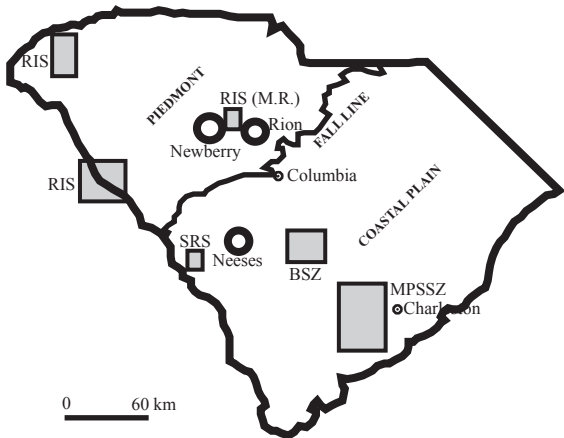 RIS
PIEDMONT
RIS (M.R.)
Rion
FALL LINE
Newberry
Columbia
RIS
COASTAL PLAIN
SRS
Neeses
BSZ
MPSSZ
Charleston
0 60 km